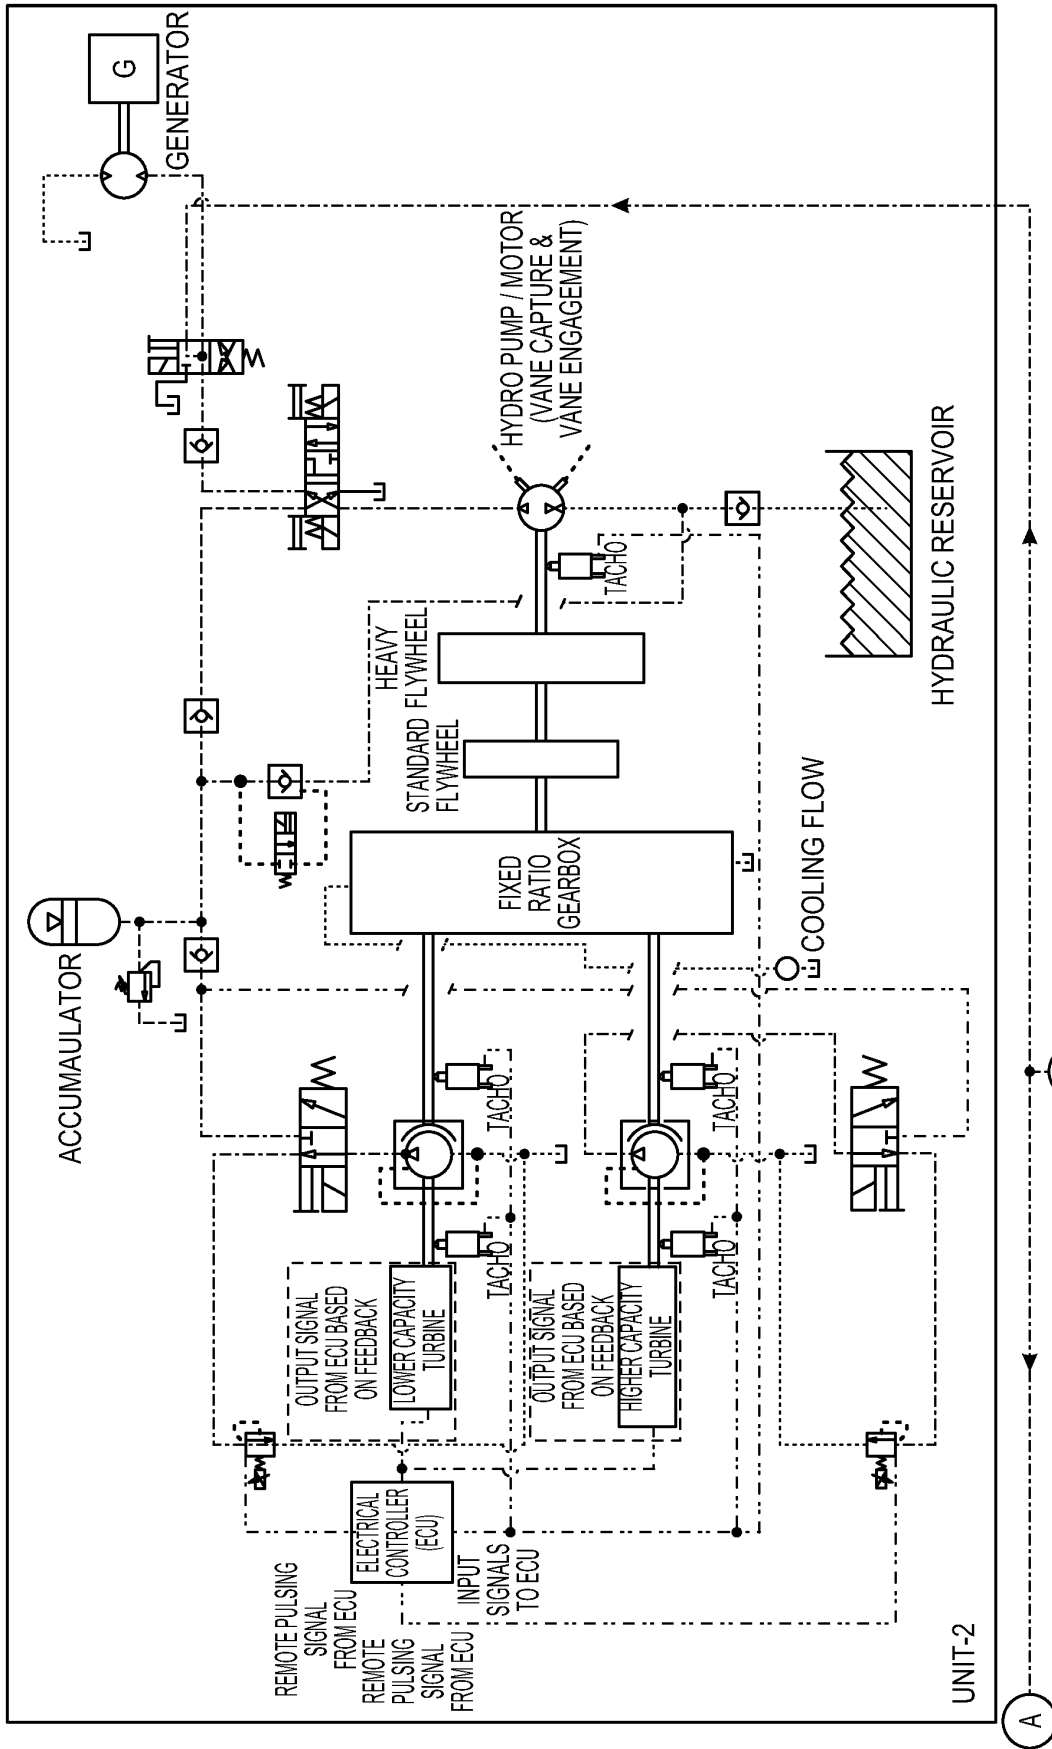 G
GENERATOR
ACCUMAULATOR
HYDRO PUMP / MOTOR
(VANE CAPTURE &
VANE ENGAGEMENT)
TACHO
HEAVY
FLYWHEEL
STANDARD
FLYWHEEL
FIXED
RATIO
GEARBOX
HYDRAULIC RESERVOIR
COOLING FLOW
TACHO
TACHO
TACHO
TACHO
OUTPUT SIGNAL
FROM ECU BASED
ON FEEDBACK
LOWER CAPACITY
TURBINE
OUTPUT SIGNAL
FROM ECU BASED
ON FEEDBACK
HIGHER CAPACITY
TURBINE
ELECTRICAL
CONTROLLER
(ECU)
INPUT
SIGNALS
TO ECU
REMOTE PULSING
SIGNAL
FROM ECU
REMOTE
PULSING
SIGNAL
FROM ECU
UNIT-2
A